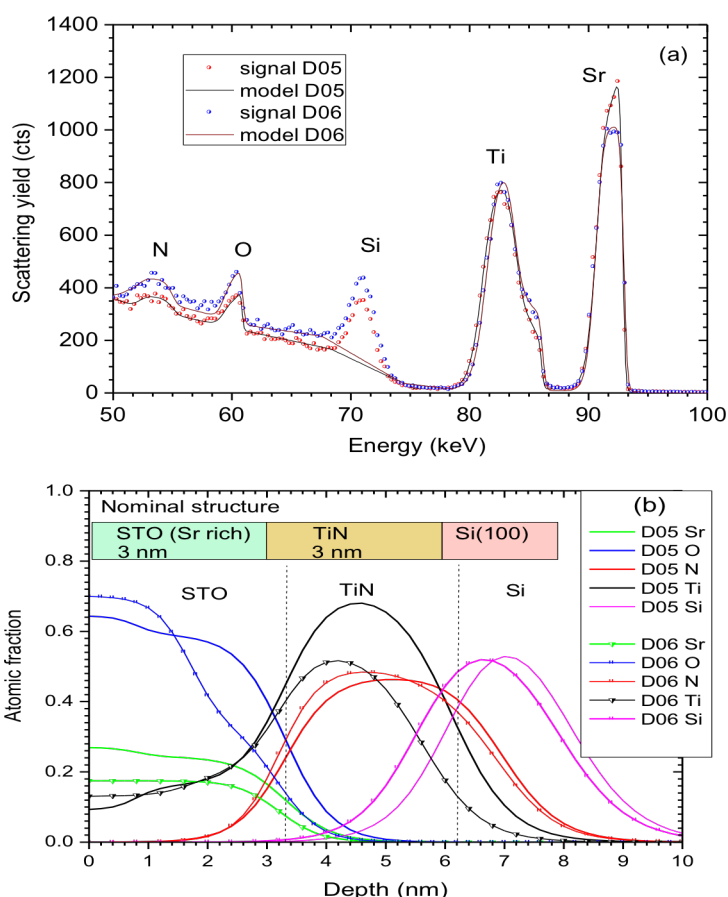 1400
(a)
signal D05
model D05
signal D06
model D06
1200
Sr
1000
Scattering yield (cts)
Ti
800
600
N
O
Si
400
200
0
50
60
70
80
90
100
Energy (keV)
1.0
Nominal structure
(b)
STO (Sr rich)
3 nm
TiN
3 nm
Si(100)
D05 Sr
D05 O
D05 N
D05 Ti
D05 Si
D06 Sr
D06 O
D06 N
D06 Ti
D06 Si
0.8
STO
TiN
Si
0.6
Atomic fraction
0.4
0.2
0.0
0
1
2
3
4
5
6
7
8
9
10
Depth (nm)